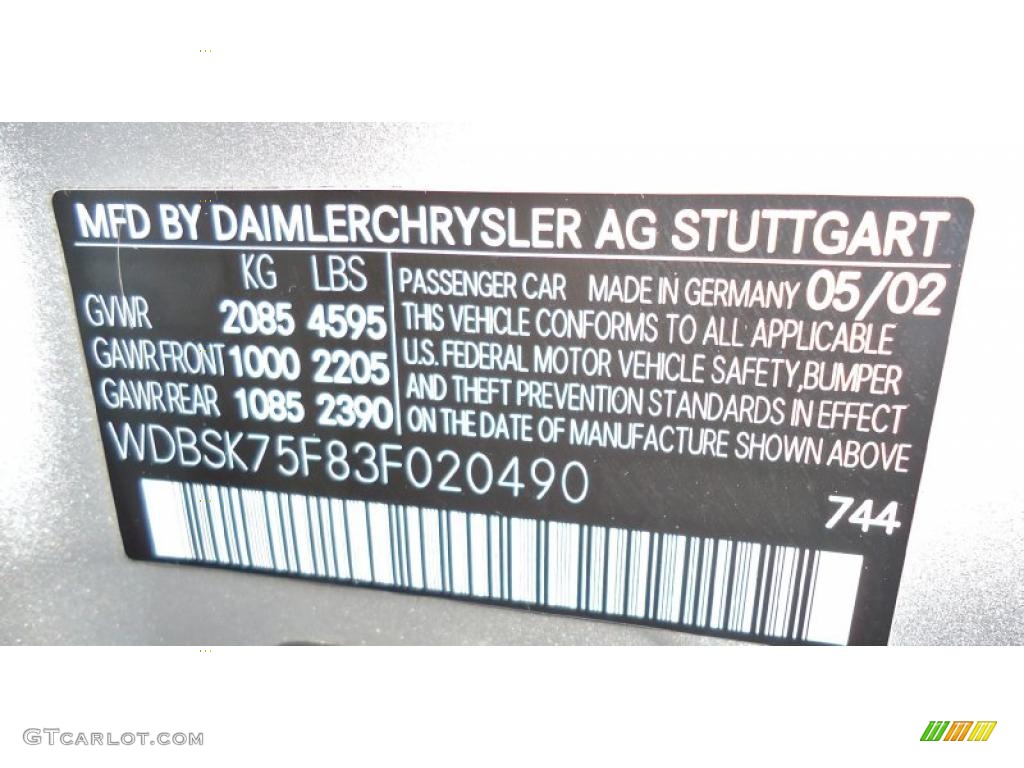 MFD BY DAIMLERCHRYSLER AG STUTTGART
KG LBS
GVWR 2085 4595
GAWR FRONT 1000 2205
GAWR REAR 1085 2390
PASSENGER CAR MADE IN GERMANY 05/02
THIS VEHICLE CONFORMS TO ALL APPLICABLE
U.S. FEDERAL MOTOR VEHICLE SAFETY, BUMPER
AND THEFT PREVENTION STANDARDS IN EFFECT
ON THE DATE OF MANUFACTURE SHOWN ABOVE
WDBSK75F83F020490
744
GTCARLOT.COM